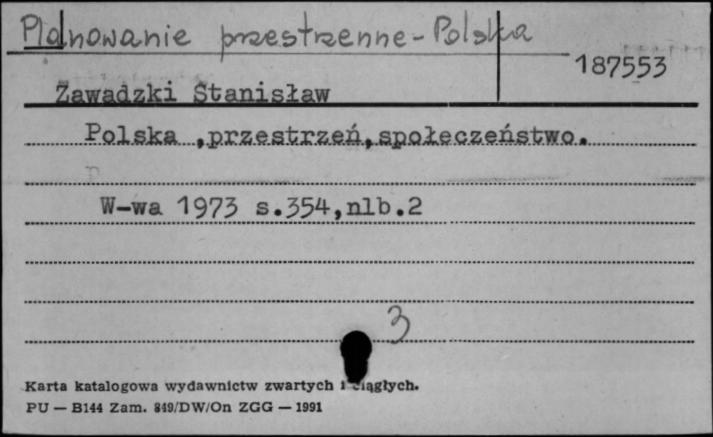 Planowanie przestrzenne - Polska
187553
Zawadzki Stanisław
Polska ,przestrzeń,społeczeństwo.
W-wa 1973 s.354,nlb.2
3
Karta katalogowa wydawnictw zwartych i ciągłych.
PU — B144 Zam. 849/DW/On ZGG — 1991